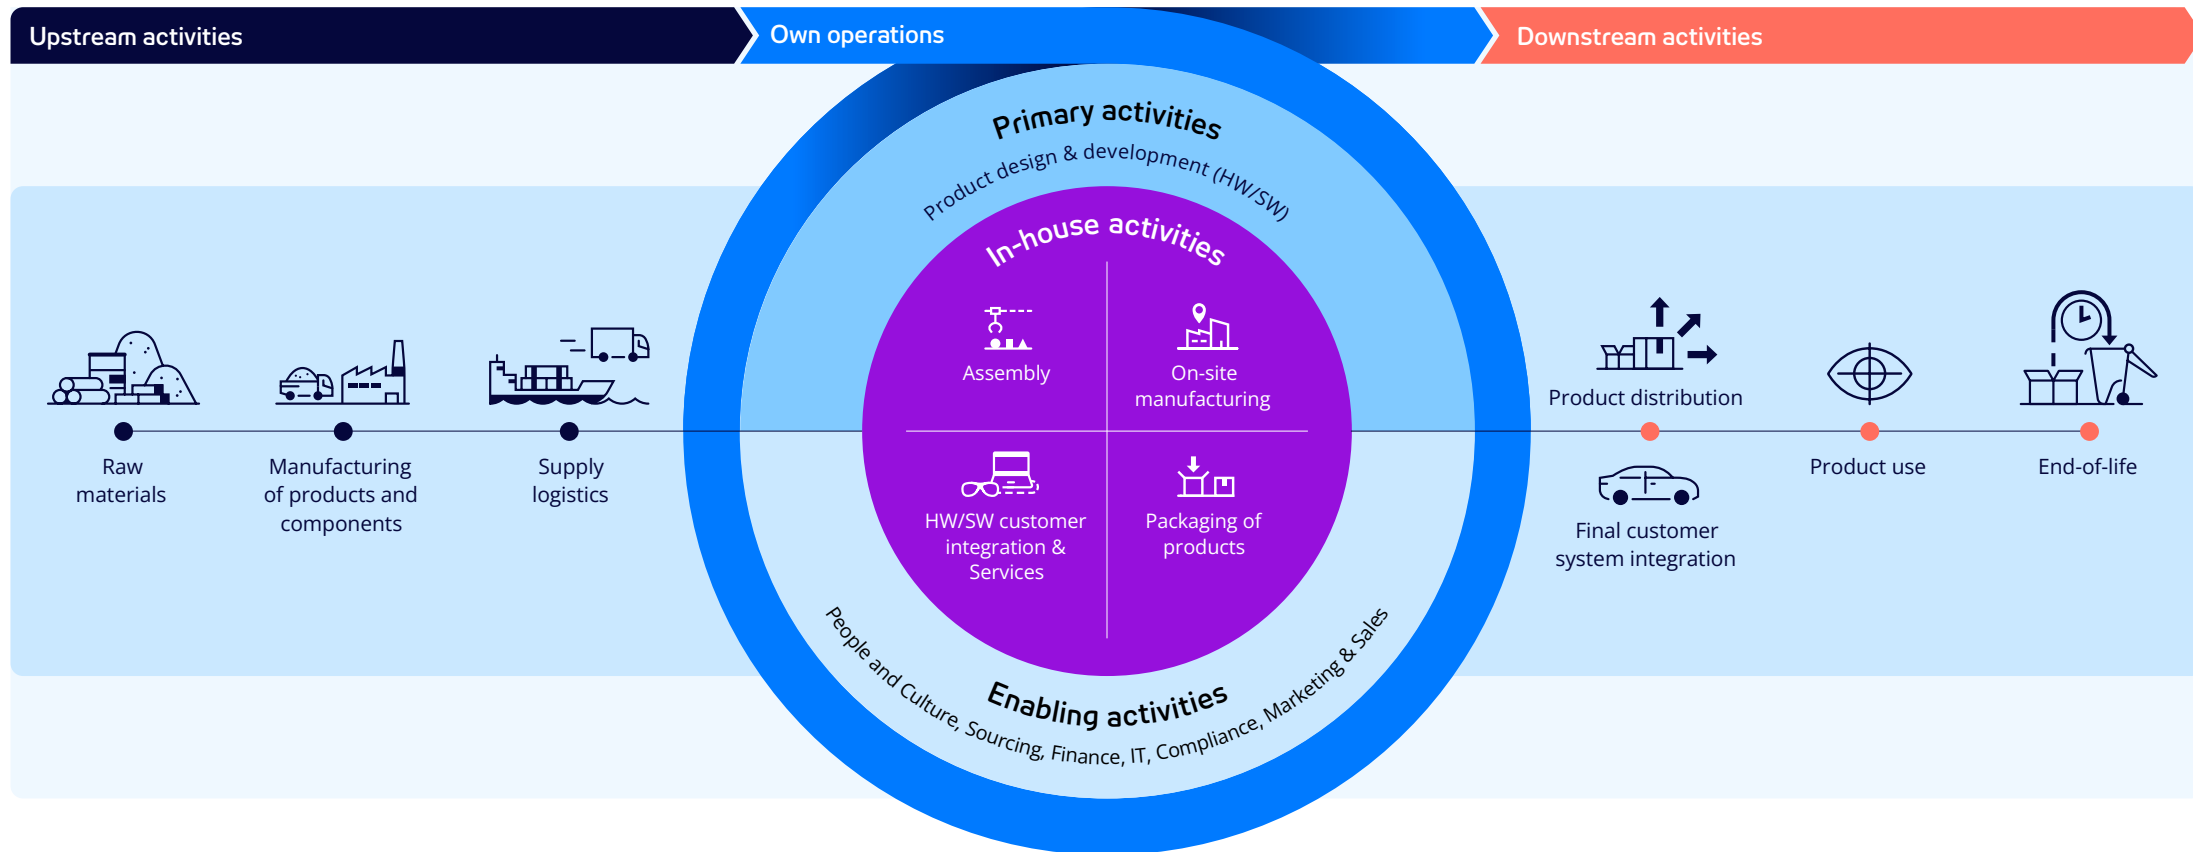 Upstream activities
Own operations
Downstream activities
Primary activities
Product design & development (HW/SW)
In-house activities
Assembly
On-site
manufacturing
HW/SW customer
integration &
Services
Packaging of
products
Enabling activities
People and Culture, Sourcing, Finance, IT, Compliance, Marketing & Sales
Raw
materials
Manufacturing
of products and
components
Supply
logistics
Product distribution
Final customer
system integration
Product use
End-of-life